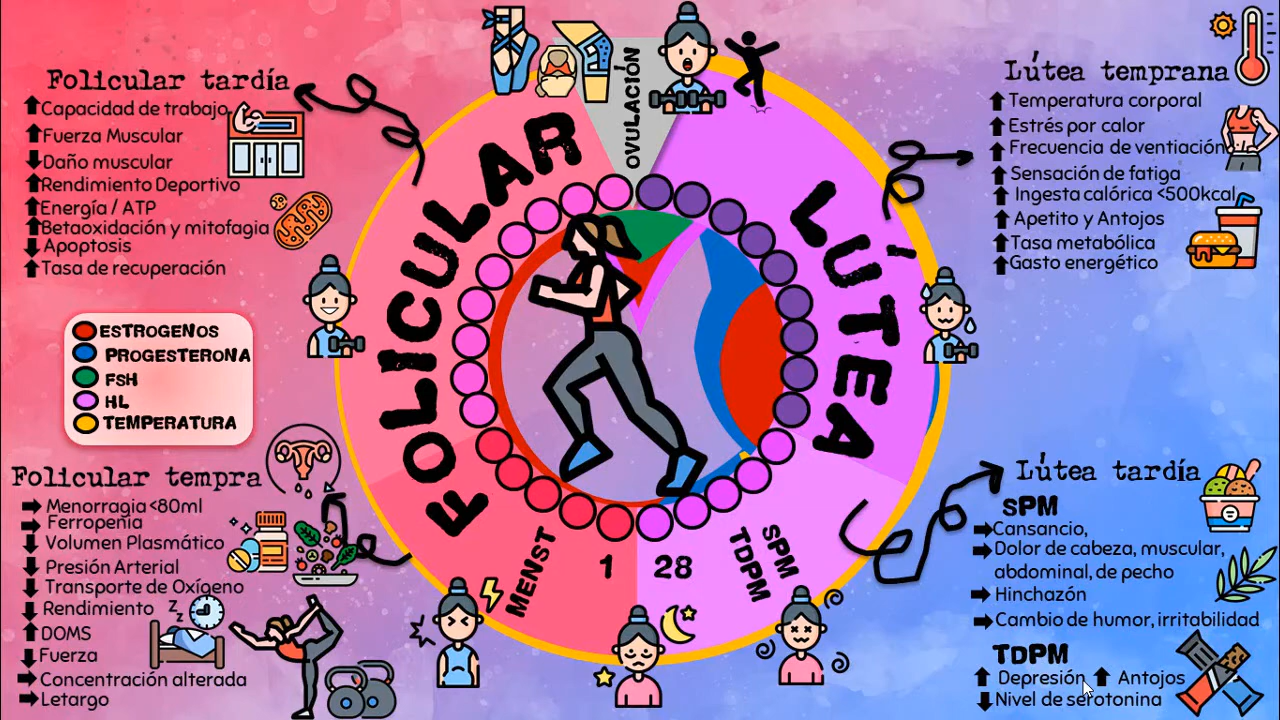 Folicular tardía
Capacidad de trabajo
Fuerza Muscular
Daño muscular
Rendimiento Deportivo
Energía / ATP
Betaoxidación y mitofagia
Apoptosis
Tasa de recuperación
ESTROGENOS
PROGESTERONA
FSH
HL
TEMPERATURA
Folicular tempra
Menorragia <80ml
Ferropenia
Volumen Plasmático
Presión Arterial
Transporte de Oxígeno
Rendimiento
DOMS
Fuerza
Concentración alterada
Letargo
zz
OVULACIÓN
FOLICULAR
LÚTEA
MENST
1
28
SPM
TDPM
Lútea temprana
Temperatura corporal
Estrés por calor
Frecuencia de ventiación
Sensación de fatiga
Ingesta calórica <500kcal
Apetito y Antojos
Tasa metabólica
Gasto energético
Lútea tardía
SPM
Cansancio,
Dolor de cabeza, muscular,
abdominal, de pecho
Hinchazón
Cambio de humor, irritabilidad
TDPM
Depresión Antojos
Nivel de serotonina